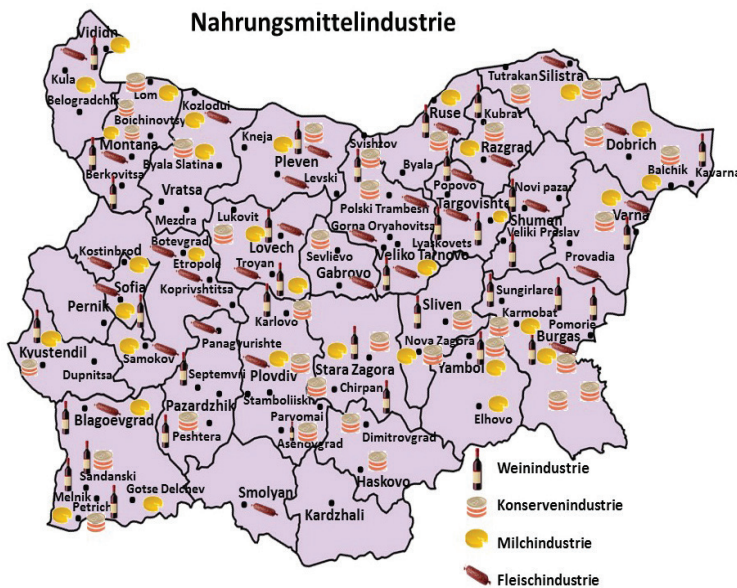 Nahrungsmittelindustrie
Vididn
Kula
Belogradchik
Lom
Kozlodui
Boichinovtsy
Montana
Berkovitsa
Byala Slatina
Vratsa
Mezdra
Kneja
Pleven
Levski
Svishzov
Ruse
Byala
Tutrakan
Silistra
Kubrat
Razgrad
Dobrich
Balchik
Kavarna
Popovo
Targovishte
Novi pazar
Shumen
Veliki Preslav
Varna
Provadia
Lukovit
Lovech
Troyan
Sevlievo
Gabrovo
Polski Trambesh
Gorna Oryahovitsa
Lyaskovets
Veliko Tarnovo
Kostinbrod
Botevgrad
Etropole
Sofia
Koprivshtitsa
Pernik
Kyustendil
Dupnitsa
Samokov
Panagyurishte
Septemvri
Pazardzhik
Peshtera
Karlovo
Plovdiv
Stamboliiski
Parvomai
Asenovgrad
Stara Zagora
Chirpan
Sliven
Nova Zagora
Yambol
Elhovo
Sungirlare
Karmobat
Pomorie
Burgas
Blagoevgrad
Sandanski
Melnik
Petrich
Gotse Delchev
Smolyan
Dimitrovgrad
Haskovo
Kardzhali
Weinindustrie
Konservenindustrie
Milchindustrie
Fleischindustrie